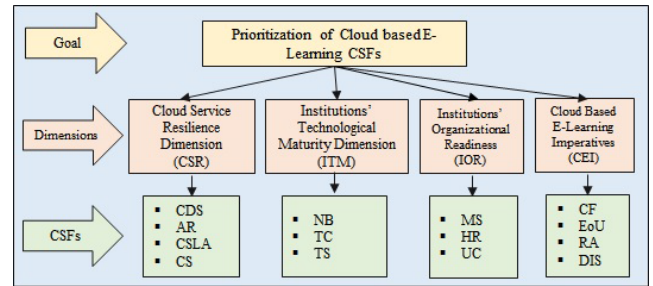 Goal
Prioritization of Cloud based E-
Learning CSFs
Dimensions
Cloud Service
Resilience
Dimension
(CSR)
Institutions'
Technological
Maturity Dimension
(ITM)
Institutions'
Organizational
Readiness
(IOR)
Cloud Based
E-Learning
Imperatives
(CEI)
CSFs
▪ CDS
▪ AR
▪ CSLA
▪ CS
▪ NB
▪ TC
▪ TS
▪ MS
▪ HR
▪ UC
▪ CF
▪ EoU
▪ RA
▪ DIS